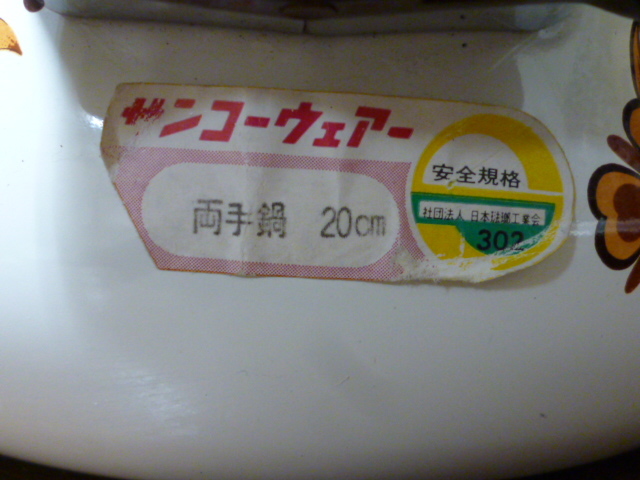 サンコーウェアー
両手鍋 20cm
安全規格
社団法人 日本琺瑯工業会
302